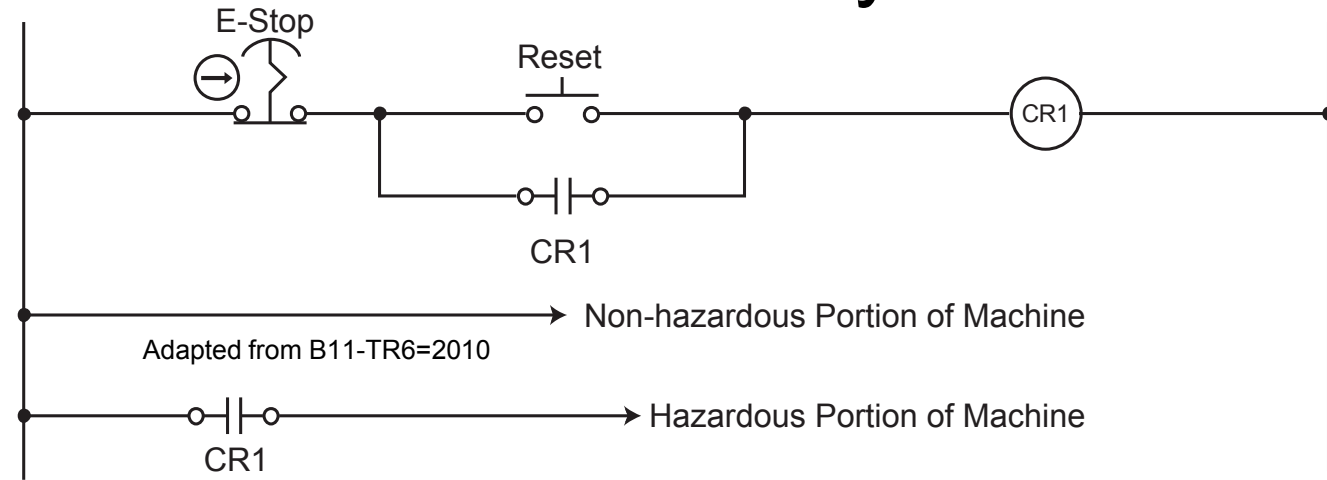 E-Stop
Reset
CR1
CR1
Non-hazardous Portion of Machine
Adapted from B11-TR6=2010
Hazardous Portion of Machine
CR1